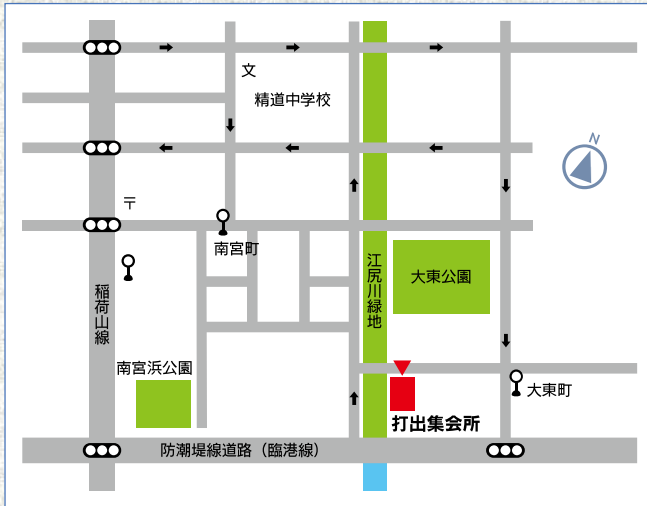 文
精道中学校
N
〒
南宮町
稲荷山線
江尻川緑地
大東公園
南宮浜公園
大東町
打出集会所
防潮堤線道路（臨港線）